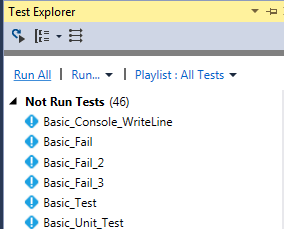 Test Explorer
Run All | Run... | Playlist : All Tests
Not Run Tests (46)
Basic_Console_WriteLine
Basic_Fail
Basic_Fail_2
Basic_Fail_3
Basic_Test
Basic_Unit_Test